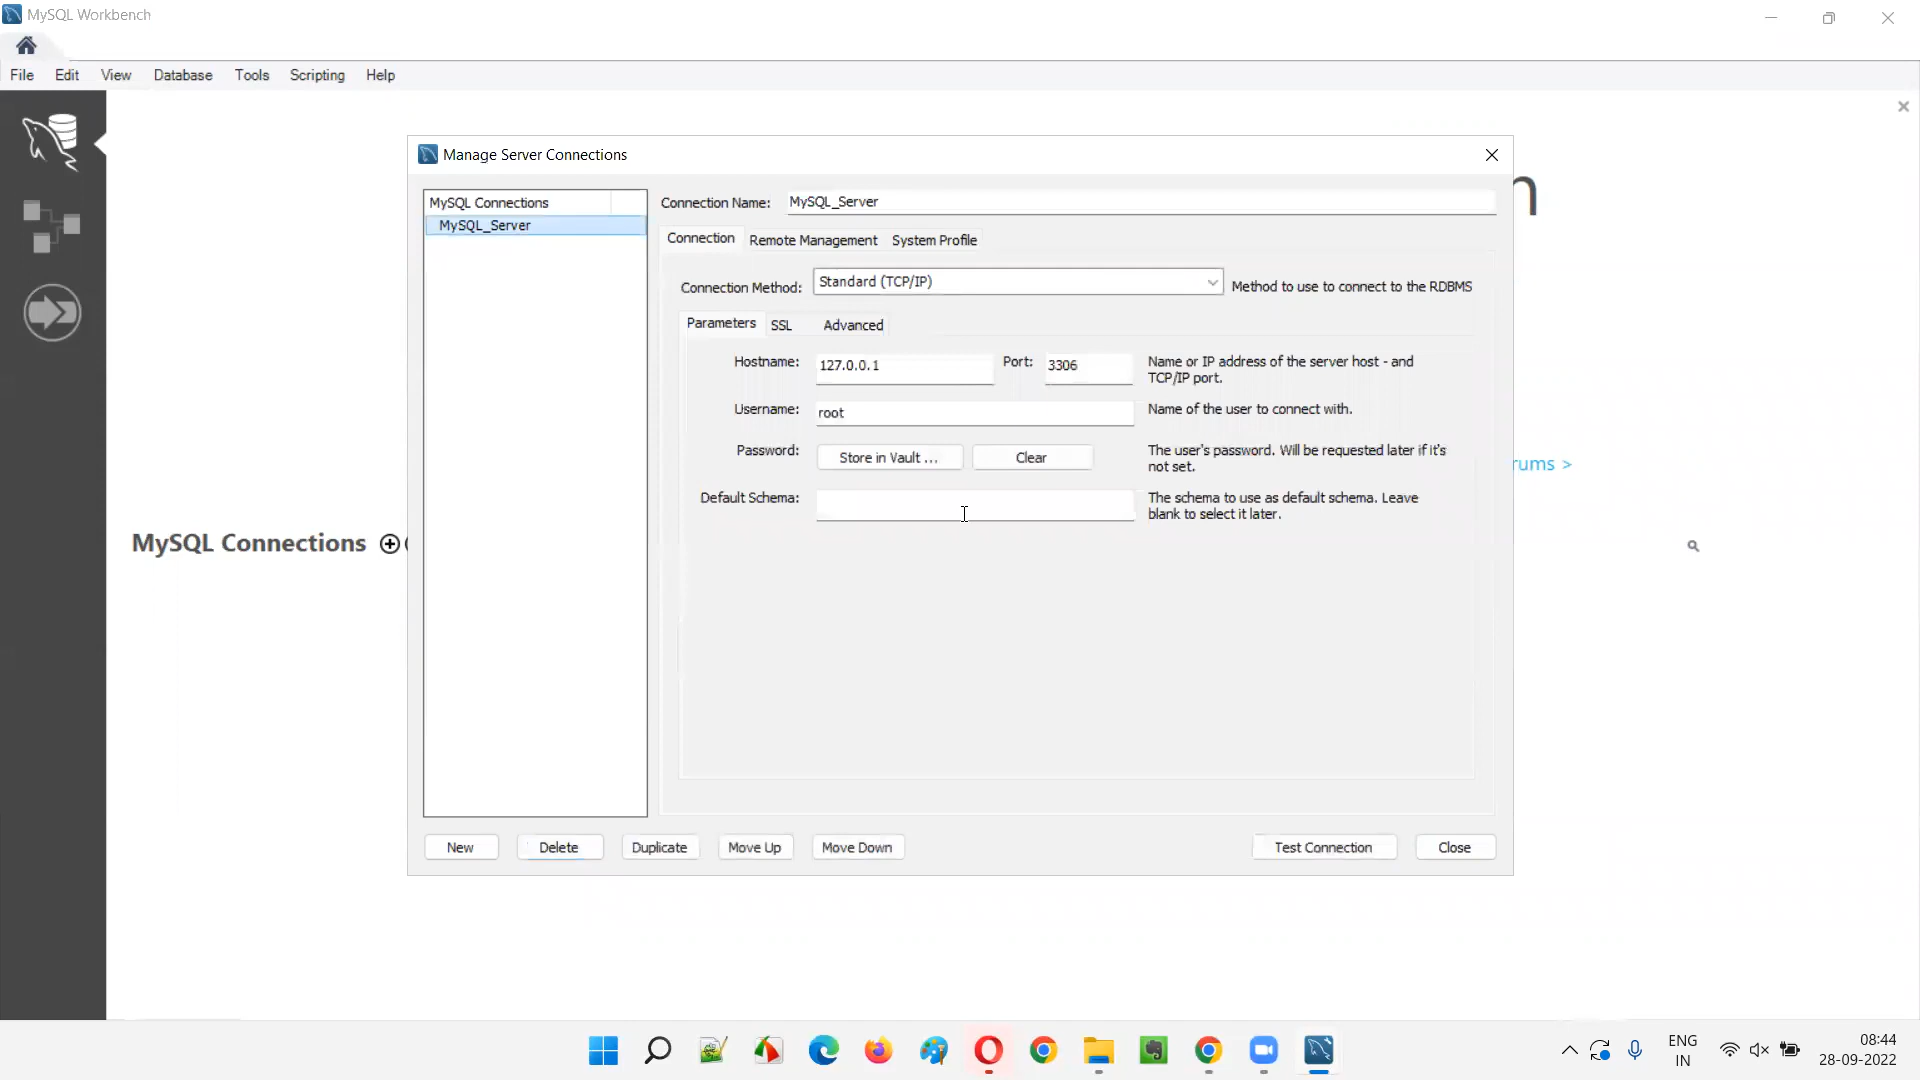 MySQL Workbench
File Edit View Database Tools Scripting Help
Manage Server Connections
MySQL Connections
MySQL_Server
Connection Name: MySQL_Server
Connection Remote Management System Profile
Connection Method: Standard (TCP/IP) Method to use to connect to the RDBMS
Parameters SSL Advanced
Hostname: 127.0.0.1 Port: 3306 Name or IP address of the server host - and
TCP/IP port.
Username: root Name of the user to connect with.
Password: Store in Vault ... Clear The user's password. Will be requested later if it's
not set.
Default Schema: The schema to use as default schema. Leave
blank to select it later.
n
rums >
MySQL Connections
New Delete Duplicate Move Up Move Down Test Connection Close
ENG
IN
08:44
28-09-2022